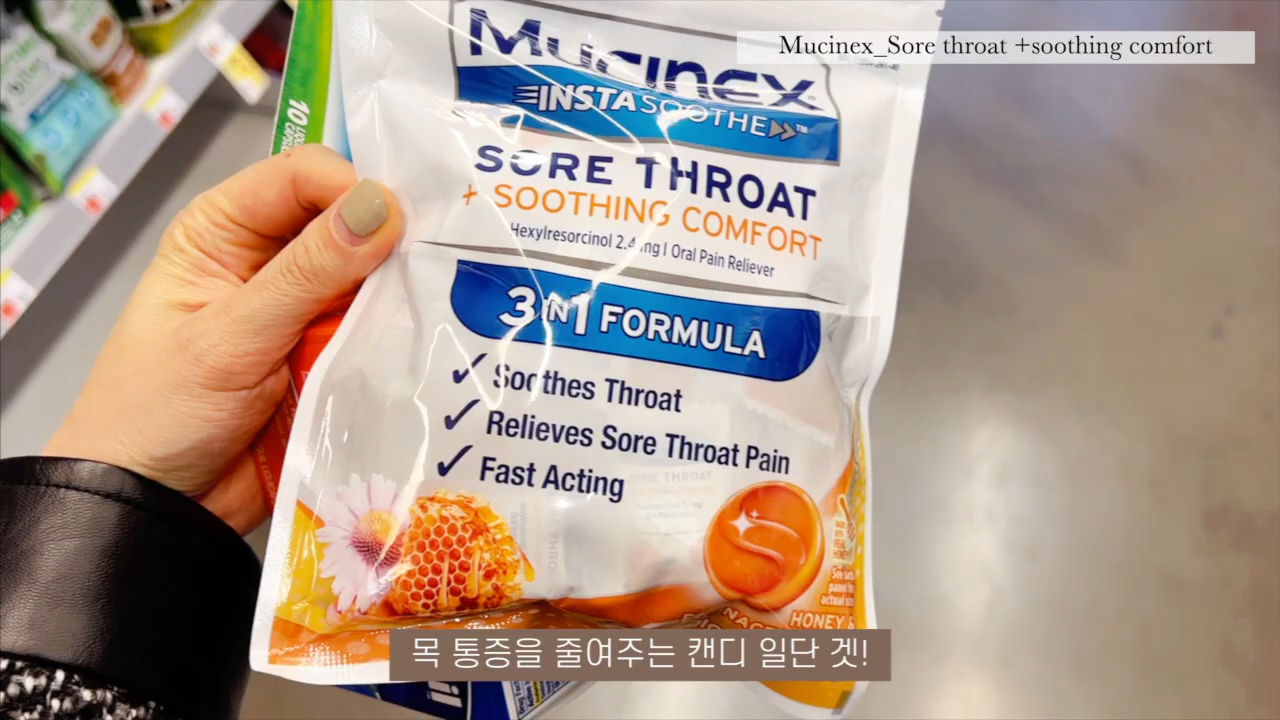 Mucinex_Sore throat +soothing comfort
Mucinex
INSTASOOTHE™
SORE THROAT
+ SOOTHING COMFORT
Hexylresorcinol 2.4 mg | Oral Pain Reliever
3 IN 1 FORMULA
✓ Soothes Throat
✓ Relieves Sore Throat Pain
✓ Fast Acting
HONEY &
10
목 통증을 줄여주는 캔디 일단 겟!